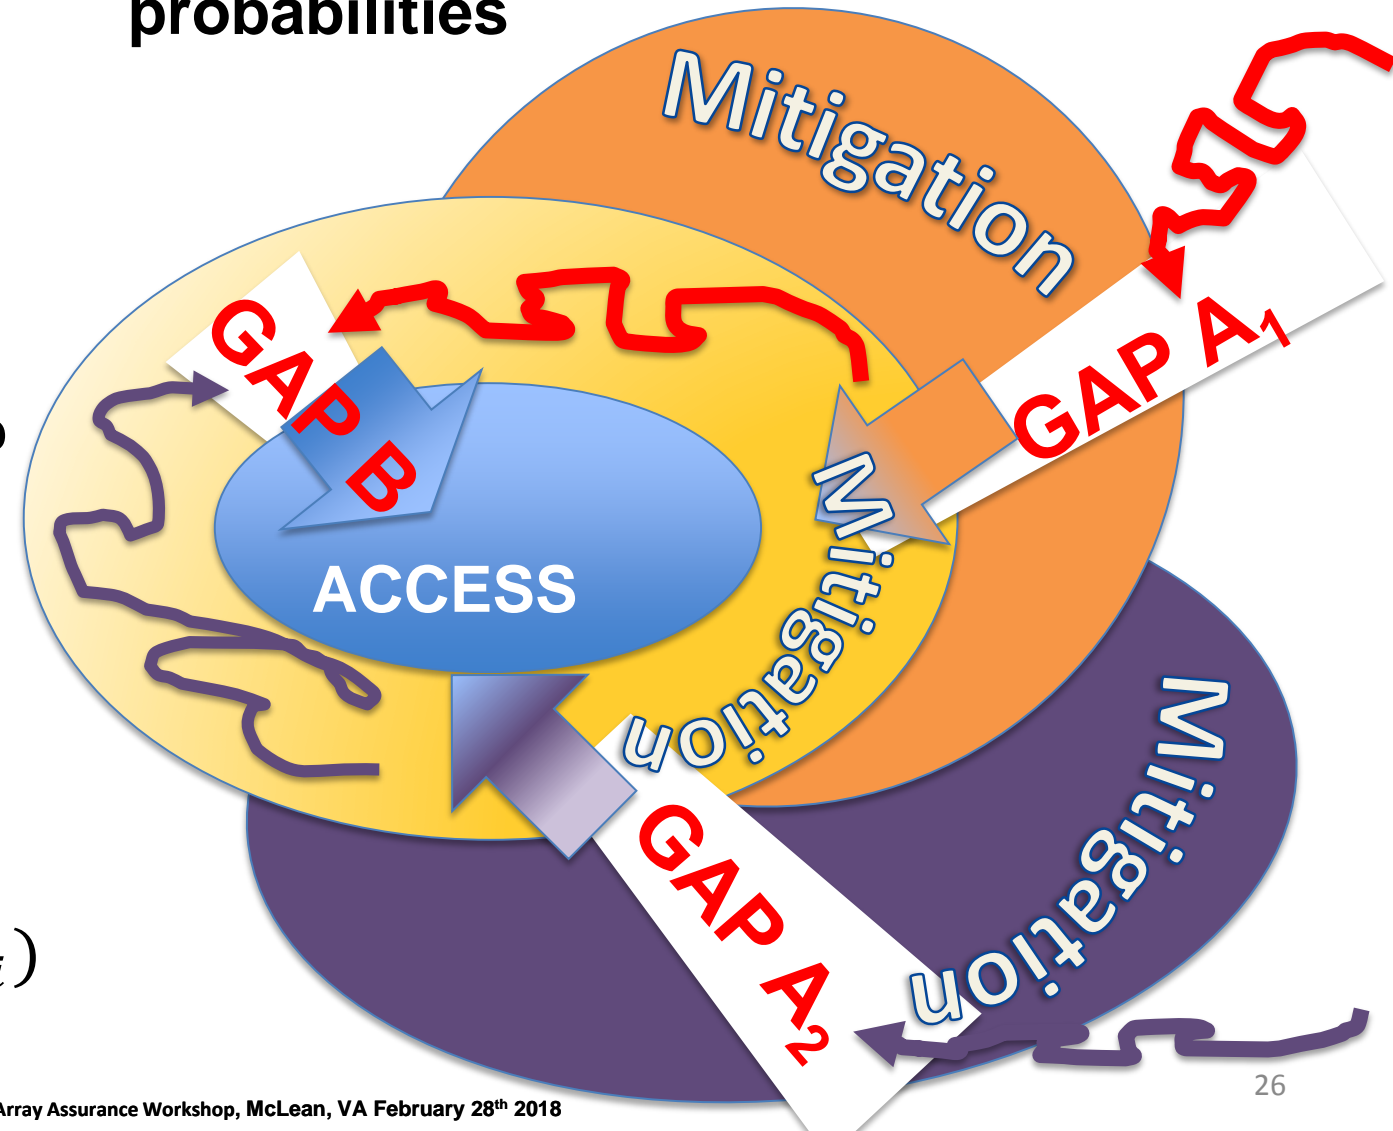 probabilities
Mitigation
GAP A1
GAP B
Mitigation
ACCESS
Mitigation
GAP A2
)
26
Array Assurance Workshop, McLean, VA February 28th 2018